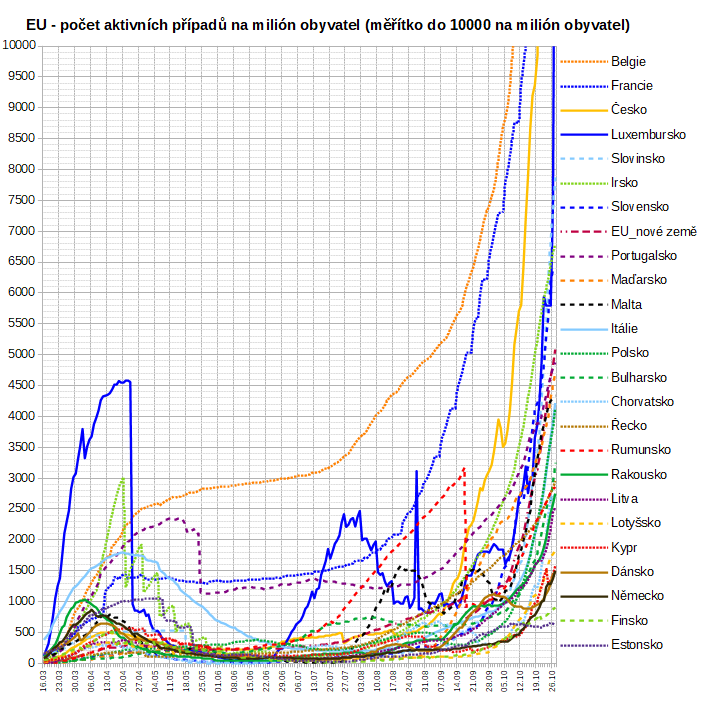 EU - počet aktivních případů na milión obyvatel (měřítko do 10000 na milión obyvatel)
10000
9500
9000
8500
8000
7500
7000
6500
6000
5500
5000
4500
4000
3500
3000
2500
2000
1500
1000
500
0
Belgie
Francie
Česko
Luxembursko
Slovinsko
Irsko
Slovensko
EU_nové země
Portugalsko
Maďarsko
Malta
Itálie
Polsko
Bulharsko
Chorvatsko
Řecko
Rumunsko
Rakousko
Litva
Lotyšsko
Kypr
Dánsko
Německo
Finsko
Estonsko
16.03
23.03
30.03
06.04
13.04
20.04
27.04
04.05
11.05
18.05
25.05
01.06
08.06
15.06
22.06
29.06
06.07
13.07
20.07
27.07
03.08
10.08
17.08
24.08
31.08
07.09
14.09
21.09
28.09
05.10
12.10
19.10
26.10